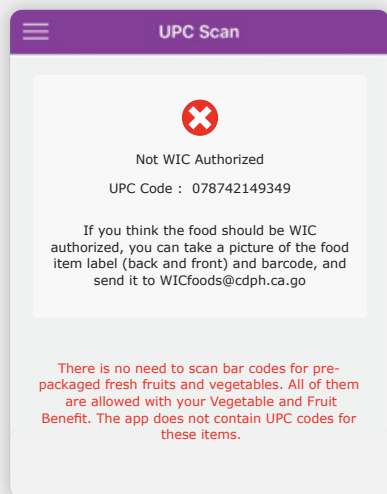 UPC Scan
Not WIC Authorized
UPC Code : 078742149349
If you think the food should be WIC
authorized, you can take a picture of the food
item label (back and front) and barcode, and
send it to WICfoods@cdph.ca.go
There is no need to scan bar codes for pre-
packaged fresh fruits and vegetables. All of them
are allowed with your Vegetable and Fruit
Benefit. The app does not contain UPC codes for
these items.